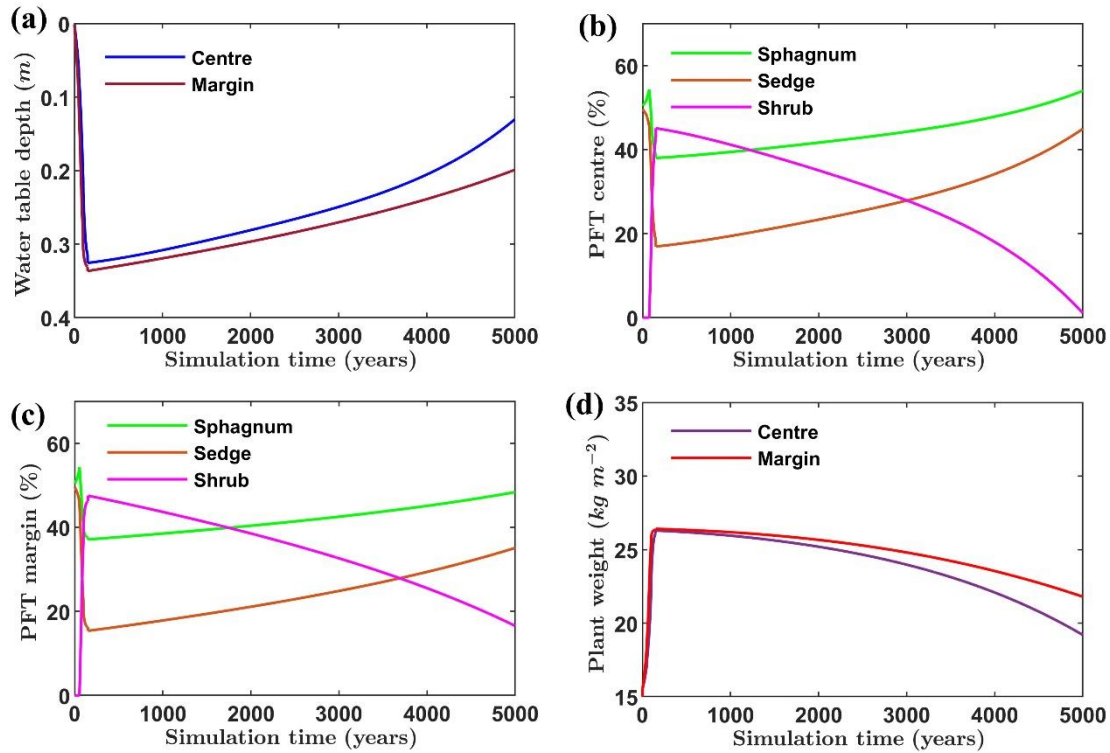 (a)
Water table depth (m)
0
0.1
0.2
0.3
0.4
Centre
Margin
0 1000 2000 3000 4000 5000
Simulation time (years)
(b)
PFT centre (%)
60
40
20
0
Sphagnum
Sedge
Shrub
0 1000 2000 3000 4000 5000
Simulation time (years)
(c)
PFT margin (%)
60
40
20
0
Sphagnum
Sedge
Shrub
0 1000 2000 3000 4000 5000
Simulation time (years)
(d)
Plant weight (kg m⁻²)
35
30
25
20
15
Centre
Margin
0 1000 2000 3000 4000 5000
Simulation time (years)